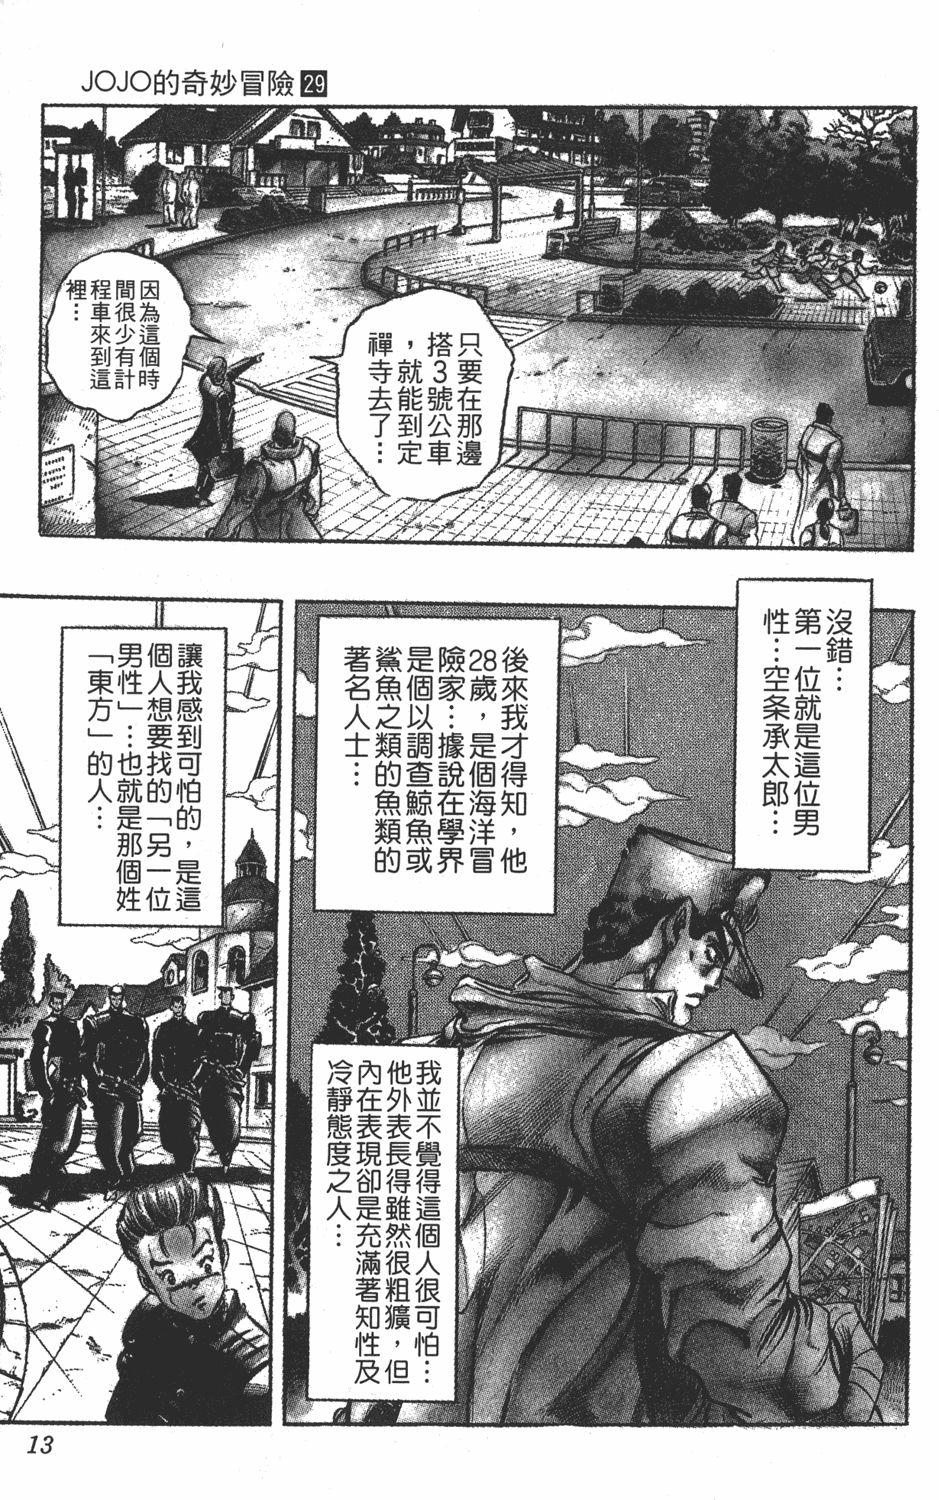 JOJO的奇妙冒險29
只要在那邊
搭3號公車
，就能到定
禪寺去了…
因為這個時
間很少有計
程車來到這
裡…
沒錯…
第一位就是這位男
性…空条承太郎…
後來我才得知，他
28歲，是個海洋冒
險家…據說在學界
是個以調查鯨魚或
鯊魚之類的魚類的
著名人士…
我並不覺得這個人很可怕…
他外表長得雖然很粗獷，但
內在表現卻是充滿著知性及
冷靜態度之人…
讓我感到可怕的，是這
個人想要找的「另一位
男性」…也就是那個姓
「東方」的人…
13